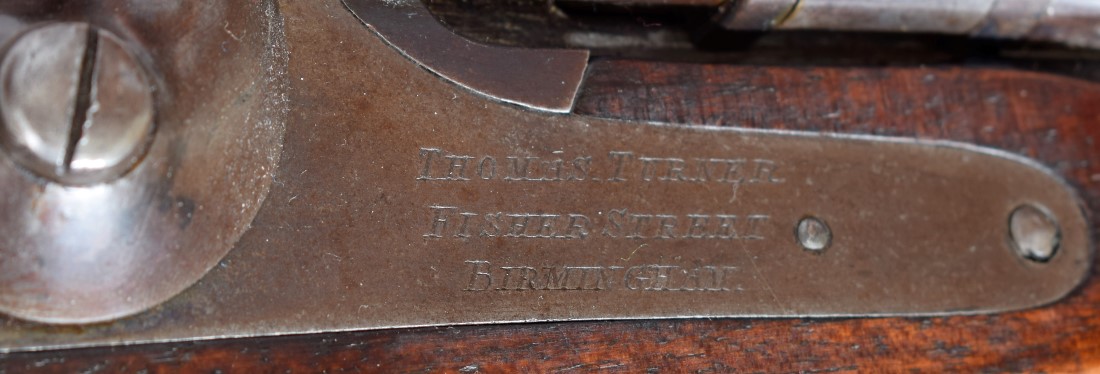 THOMAS. TURNER
FISHER STREET
BIRMINGHAM.